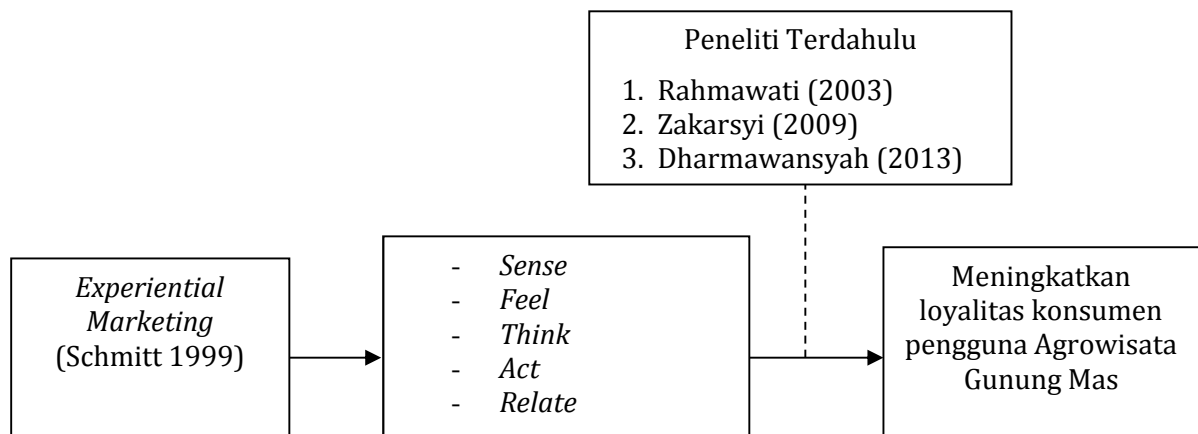 Peneliti Terdahulu
1. Rahmawati (2003)
2. Zakarsyi (2009)
3. Dharmawansyah (2013)
Experiential
Marketing
(Schmitt 1999)
- Sense
- Feel
- Think
- Act
- Relate
Meningkatkan
loyalitas konsumen
pengguna Agrowisata
Gunung Mas